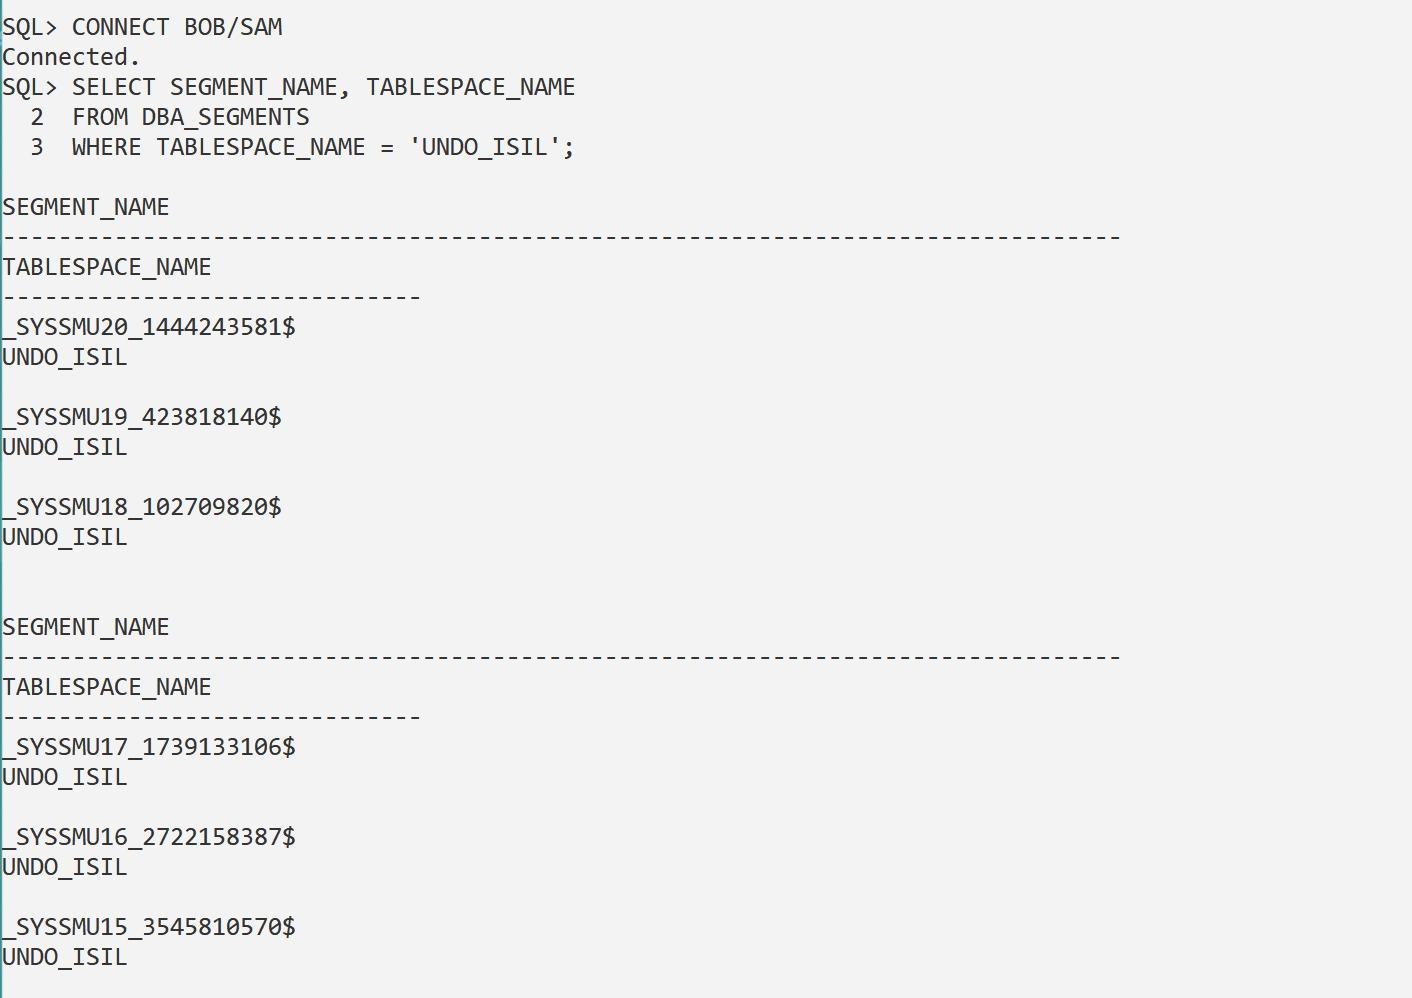 SQL> CONNECT BOB/SAM
Connected.
SQL> SELECT SEGMENT_NAME, TABLESPACE_NAME
  2  FROM DBA_SEGMENTS
  3  WHERE TABLESPACE_NAME = 'UNDO_ISIL';

SEGMENT_NAME
--------------------------------------------------------------------------------
TABLESPACE_NAME
------------------------------
_SYSSMU20_1444243581$
UNDO_ISIL

_SYSSMU19_423818140$
UNDO_ISIL

_SYSSMU18_102709820$
UNDO_ISIL


SEGMENT_NAME
--------------------------------------------------------------------------------
TABLESPACE_NAME
------------------------------
_SYSSMU17_1739133106$
UNDO_ISIL

_SYSSMU16_2722158387$
UNDO_ISIL

_SYSSMU15_3545810570$
UNDO_ISIL